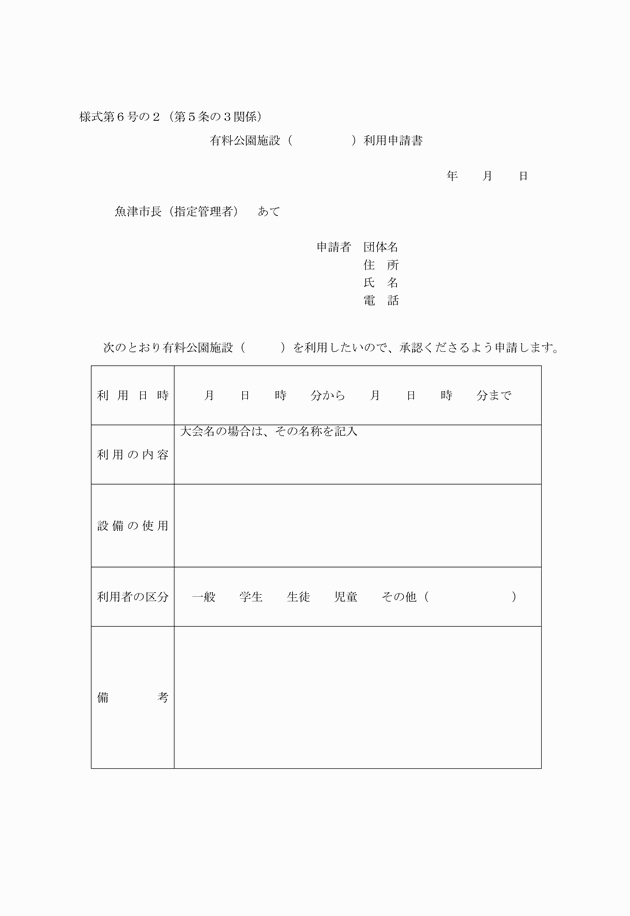 様式第６号の２（第５条の３関係）
有料公園施設（　　　　　）利用申請書
年　　月　　日
魚津市長（指定管理者）　あて
申請者　団体名
住　所
氏　名
電　話
次のとおり有料公園施設（　　　）を利用したいので、承認くださるよう申請します。
利用日時　　月　　日　　時　　分から　　月　　日　　時　　分まで
大会名の場合は、その名称を記入
利用の内容
設備の使用
利用者の区分　一般　　学生　　生徒　　児童　　その他（　　　　　　　）
備　　　考